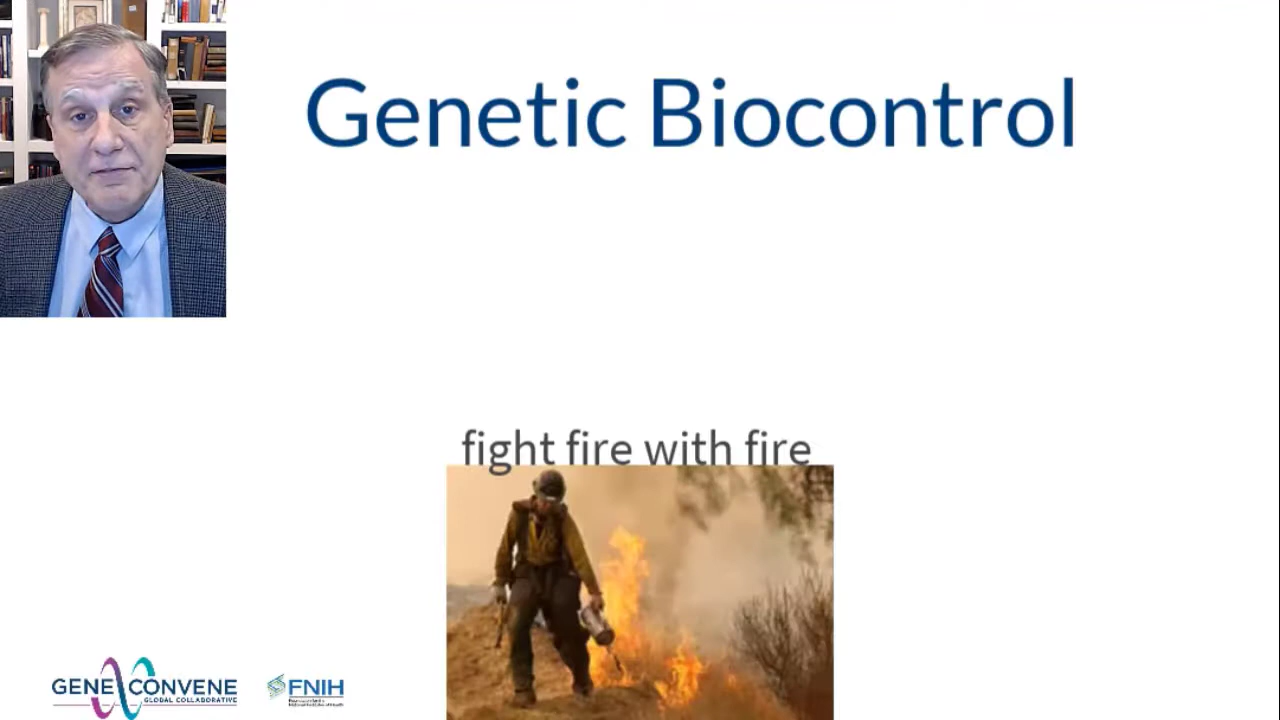 Genetic Biocontrol
fight fire with fire
GENE CONVENE
GLOBAL COLLABORATIVE
FNIH